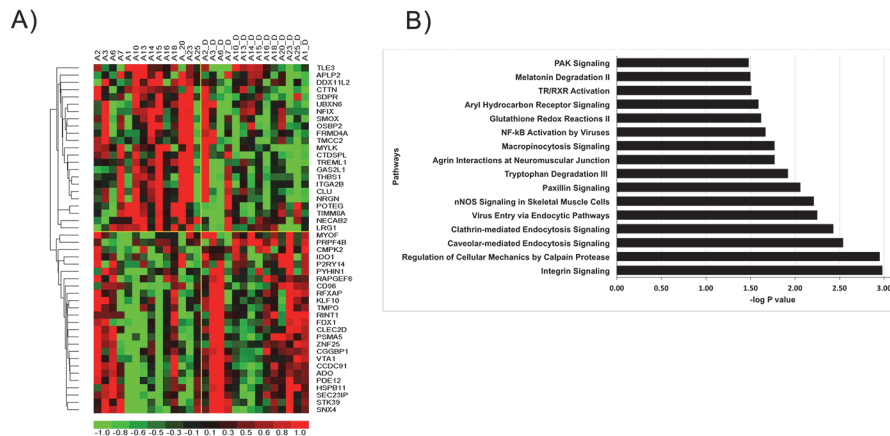 A)
A2 A3 A6 A7 A1 A10 A13 A14 A15 A16 A18 A_20 A23 A25 A2_D A3_D A6_D A7_D A10_D A13_D A14_D A15_D A16_D A18_D A20_D A23_D A25_D A1_D
TLE3
APLP2
DDX11L2
CTTN
SDPR
UBXN6
NFIX
SMOX
OSBP2
FRMD4A
TMCC2
MYLK
CTDSPL
TREML1
GAS2L1
THBS1
ITGA2B
CLU
NRGN
POTEG
TIMM8A
NECAB2
LRG1
MYOF
PRPF4B
CMPK2
IDO1
P2RY14
PYHIN1
RAPGEF6
CD96
RFXAP
KLF10
TMPO
RINT1
FDX1
CLEC2D
PSMA5
ZNF25
CGGBP1
VTA1
CCDC91
ADO
PDE12
HSPB11
SEC23IP
STK39
SNX4
-1.0 -0.8 -0.6 -0.5 -0.3 -0.1 0.1 0.3 0.5 0.6 0.8 1.0
B)
Pathways
PAK Signaling
Melatonin Degradation II
TR/RXR Activation
Aryl Hydrocarbon Receptor Signaling
Glutathione Redox Reactions II
NF-kB Activation by Viruses
Macropinocytosis Signaling
Agrin Interactions at Neuromuscular Junction
Tryptophan Degradation III
Paxillin Signaling
nNOS Signaling in Skeletal Muscle Cells
Virus Entry via Endocytic Pathways
Clathrin-mediated Endocytosis Signaling
Caveolar-mediated Endocytosis Signaling
Regulation of Cellular Mechanics by Calpain Protease
Integrin Signaling
0.00 0.50 1.00 1.50 2.00 2.50 3.00
-log P value